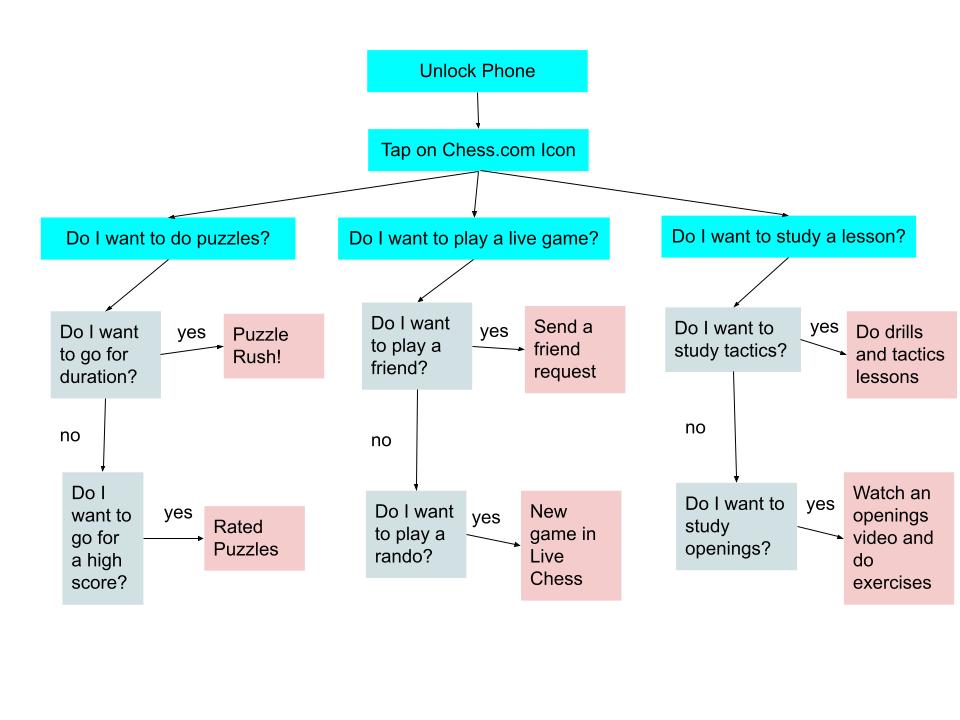 Unlock Phone
Tap on Chess.com Icon
Do I want to do puzzles?
Do I want to play a live game?
Do I want to study a lesson?
Do I want
to go for
duration?
yes
Puzzle
Rush!
no
Do I
want to
go for
a high
score?
yes
Rated
Puzzles
Do I want
to play a
friend?
yes
Send a
friend
request
no
Do I want
to play a
rando?
yes
New
game in
Live
Chess
Do I want to
study tactics?
yes
Do drills
and tactics
lessons
no
Do I want to
study
openings?
yes
Watch an
openings
video and
do
exercises